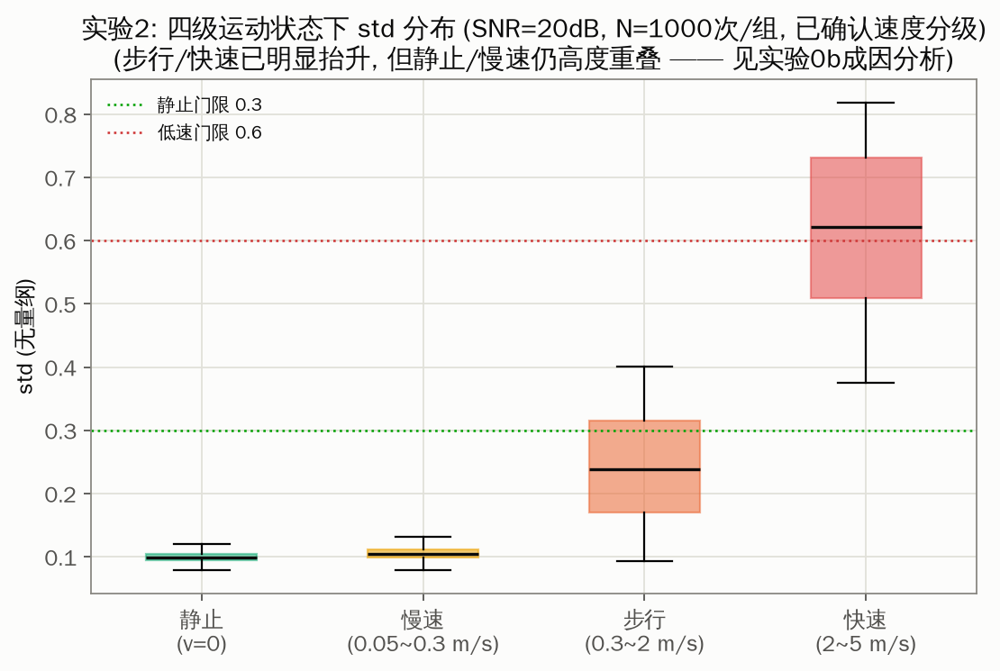 实验2: 四级运动状态下 std 分布 (SNR=20dB, N=1000次/组, 已确认速度分级)
(步行/快速已明显抬升, 但静止/慢速仍高度重叠 —— 见实验0b成因分析)
静止门限 0.3
低速门限 0.6
std (无量纲)
0.8
0.7
0.6
0.5
0.4
0.3
0.2
0.1
静止
(v=0)
慢速
(0.05~0.3 m/s)
步行
(0.3~2 m/s)
快速
(2~5 m/s)